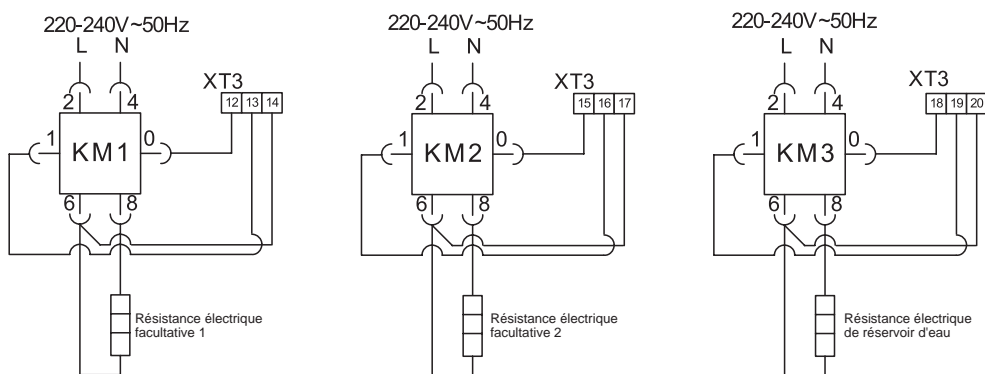 220-240V~50Hz
L N
XT3
2 4
12 13 14
1 KM1 0
6 8
Résistance électrique
facultative 1
220-240V~50Hz
L N
XT3
2 4
15 16 17
1 KM2 0
6 8
Résistance électrique
facultative 2
220-240V~50Hz
L N
XT3
2 4
18 19 20
1 KM3 0
6 8
Résistance électrique
de réservoir d'eau